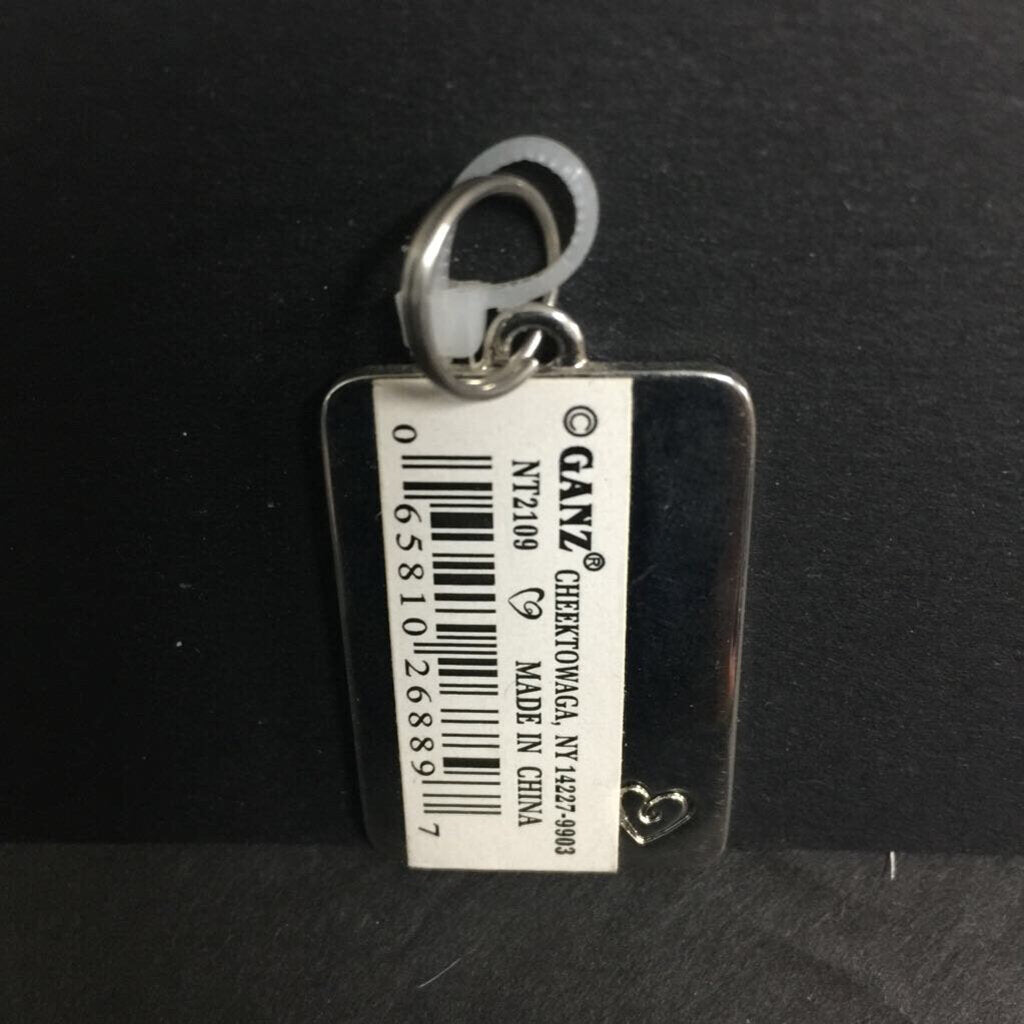 © GANZ® CHEEKTOWAGA, NY 14227-9903
NT2109 MADE IN CHINA
0 65810 26889 7